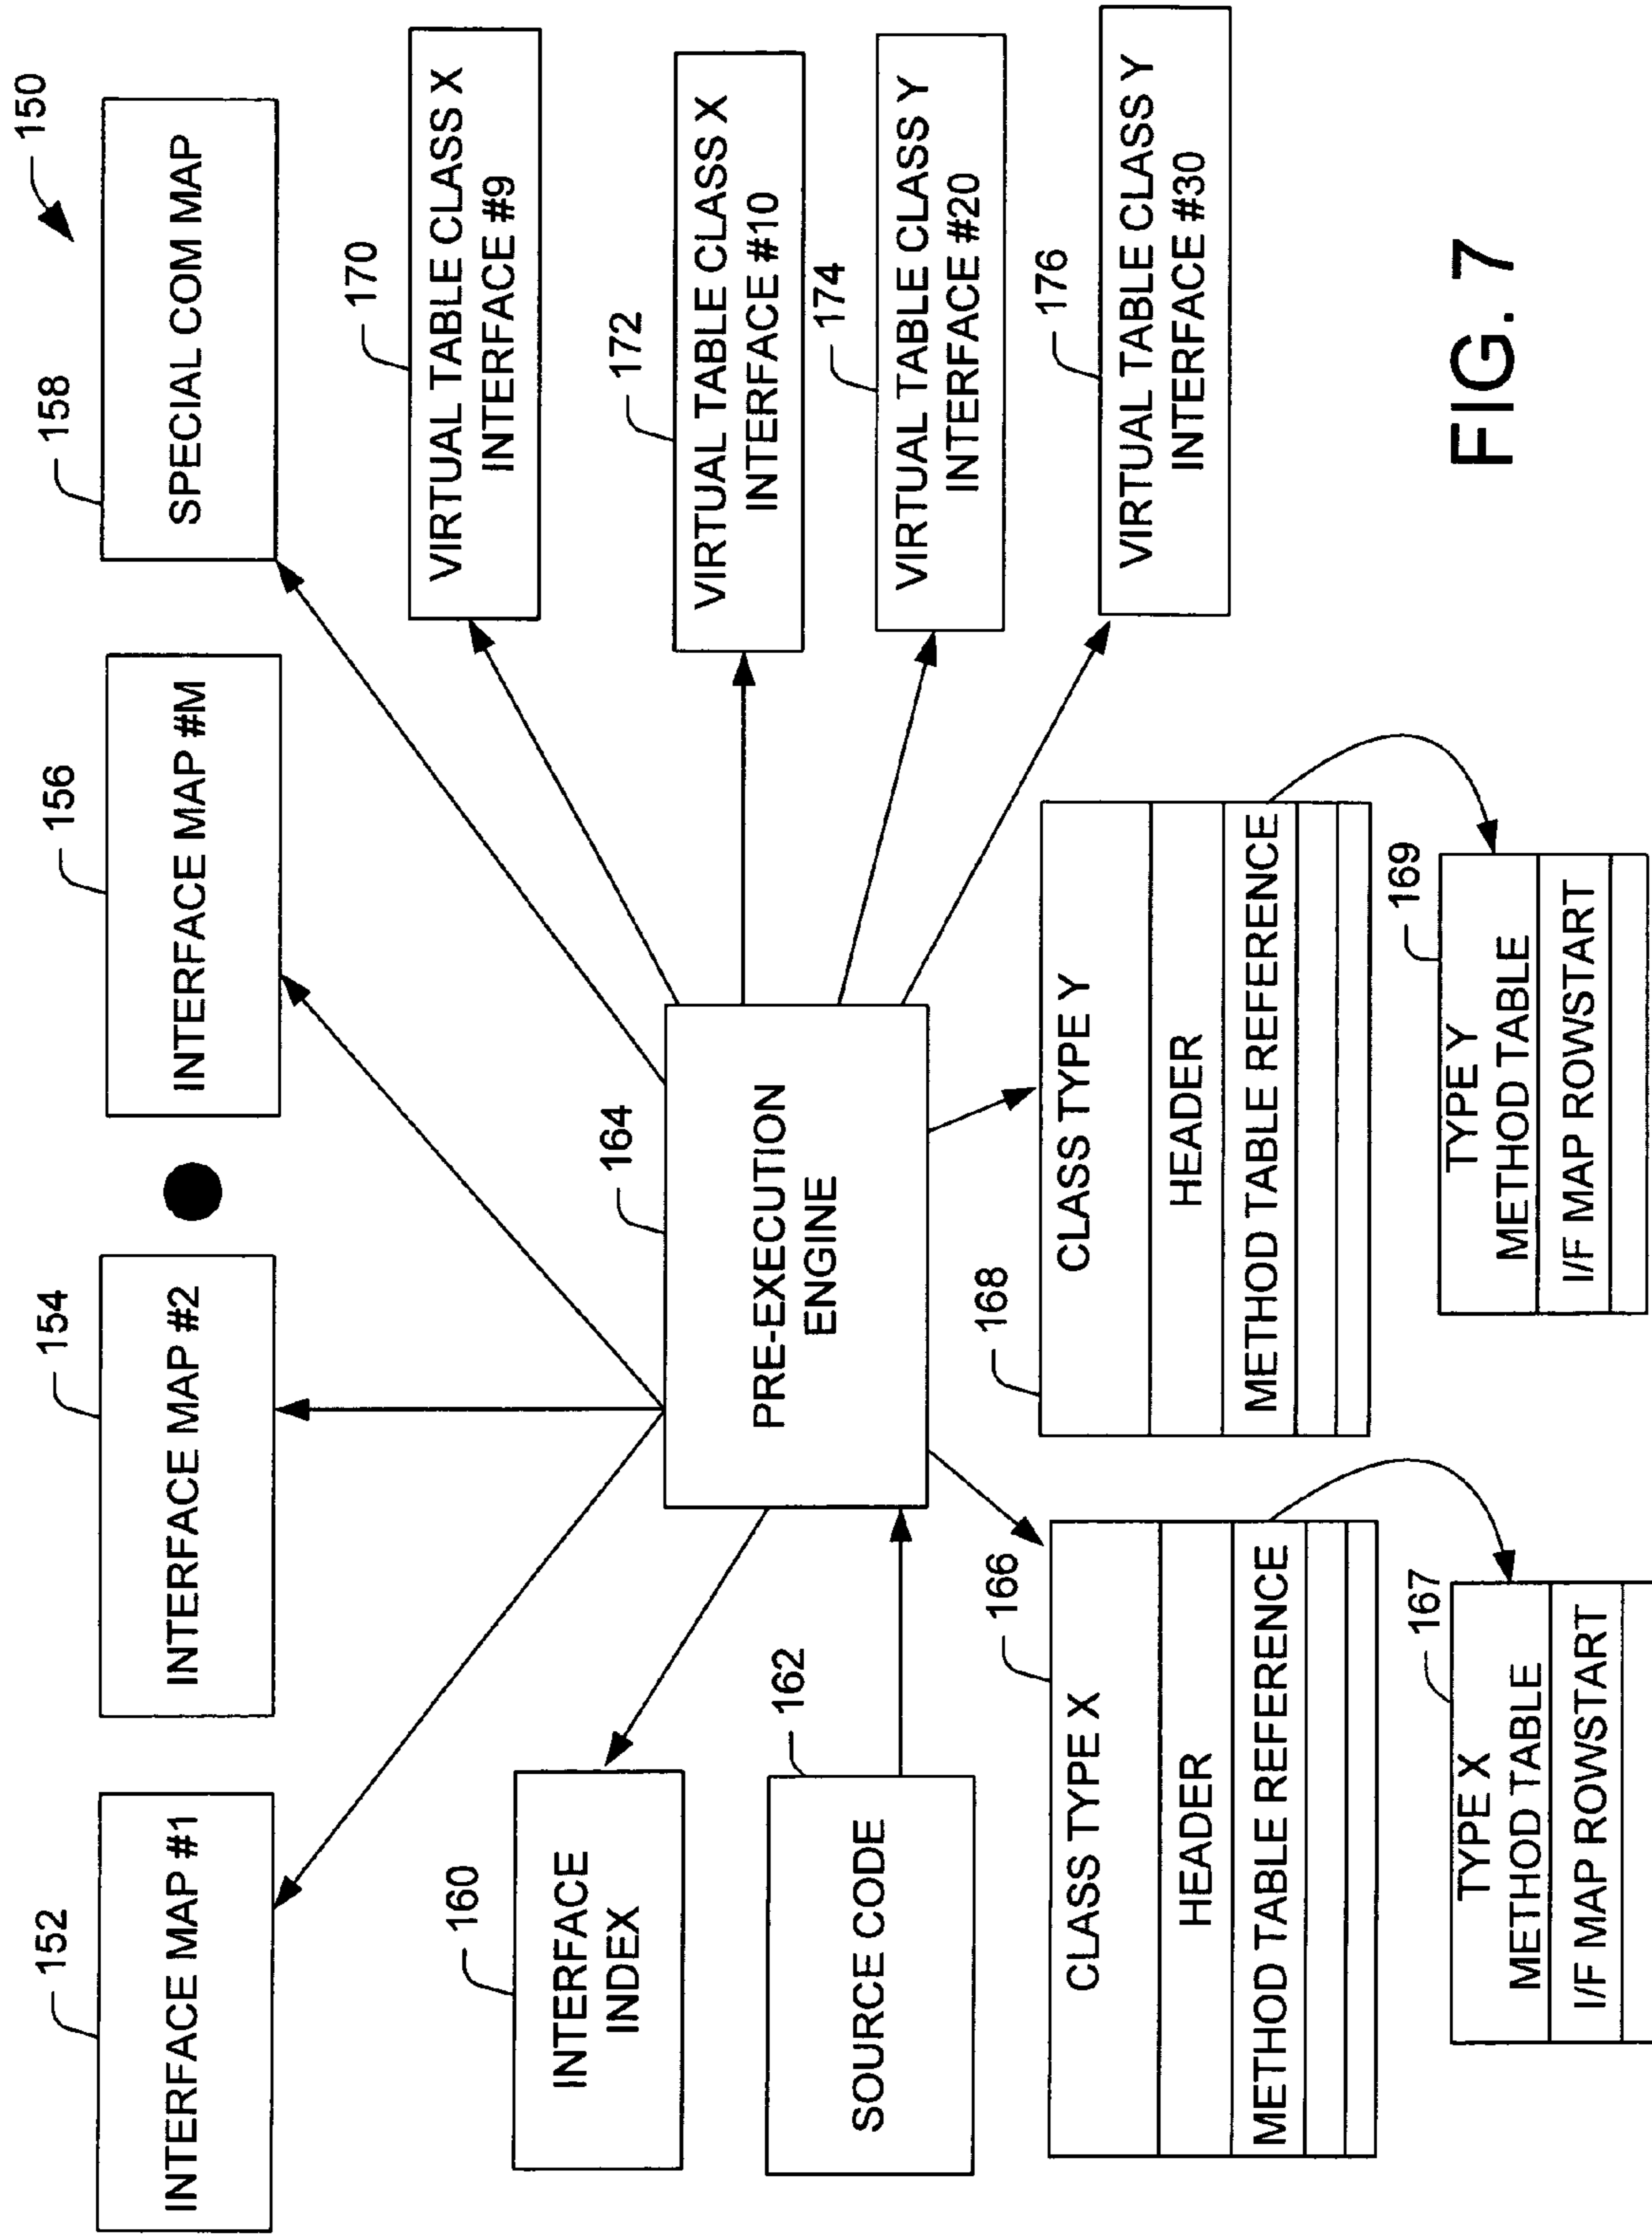 150
152
INTERFACE MAP #1
154
INTERFACE MAP #2
156
INTERFACE MAP #M
158
SPECIAL COM MAP
160
INTERFACE
INDEX
162
SOURCE CODE
164
PRE-EXECUTION
ENGINE
170
VIRTUAL TABLE CLASS X
INTERFACE #9
172
VIRTUAL TABLE CLASS X
INTERFACE #10
174
VIRTUAL TABLE CLASS Y
INTERFACE #20
176
VIRTUAL TABLE CLASS Y
INTERFACE #30
166
CLASS TYPE X
HEADER
METHOD TABLE REFERENCE
168
CLASS TYPE Y
HEADER
METHOD TABLE REFERENCE
167
TYPE X
METHOD TABLE
I/F MAP ROWSTART
169
TYPE Y
METHOD TABLE
I/F MAP ROWSTART
FIG. 7